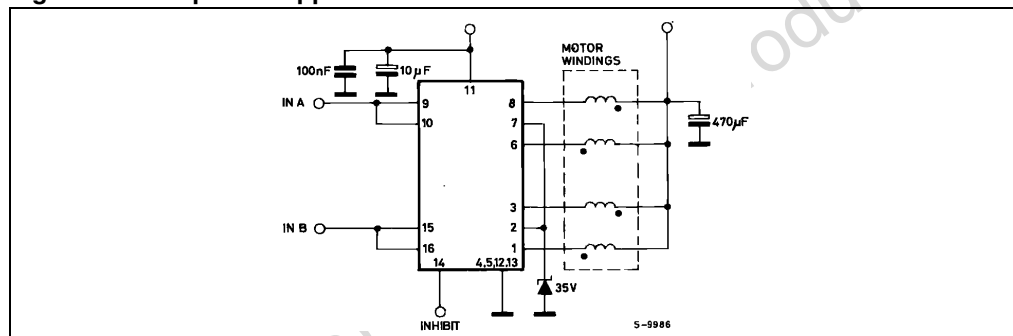 MOTOR
WINDINGS
100nF
10µF
11
IN A
9
8
10
7
470µF
6
3
IN B
15
2
16
1
14
4,5,12,13
35V
INHIBIT
S-9986